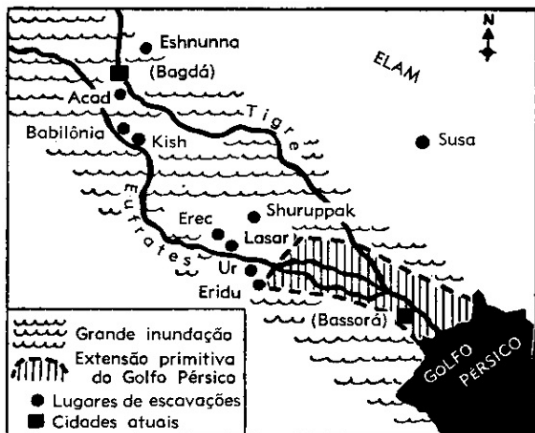 N
Eshnunna
(Bagdá)
ELAM
Acad
Tigre
Babilônia
Kish
Susa
Eufrates
Shuruppak
Erec
Lasar
Ur
Eridu
(Bassorá)
GOLFO
PÉRSICO
Grande inundação
Extensão primitiva
do Golfo Pérsico
Lugares de escavações
Cidades atuais